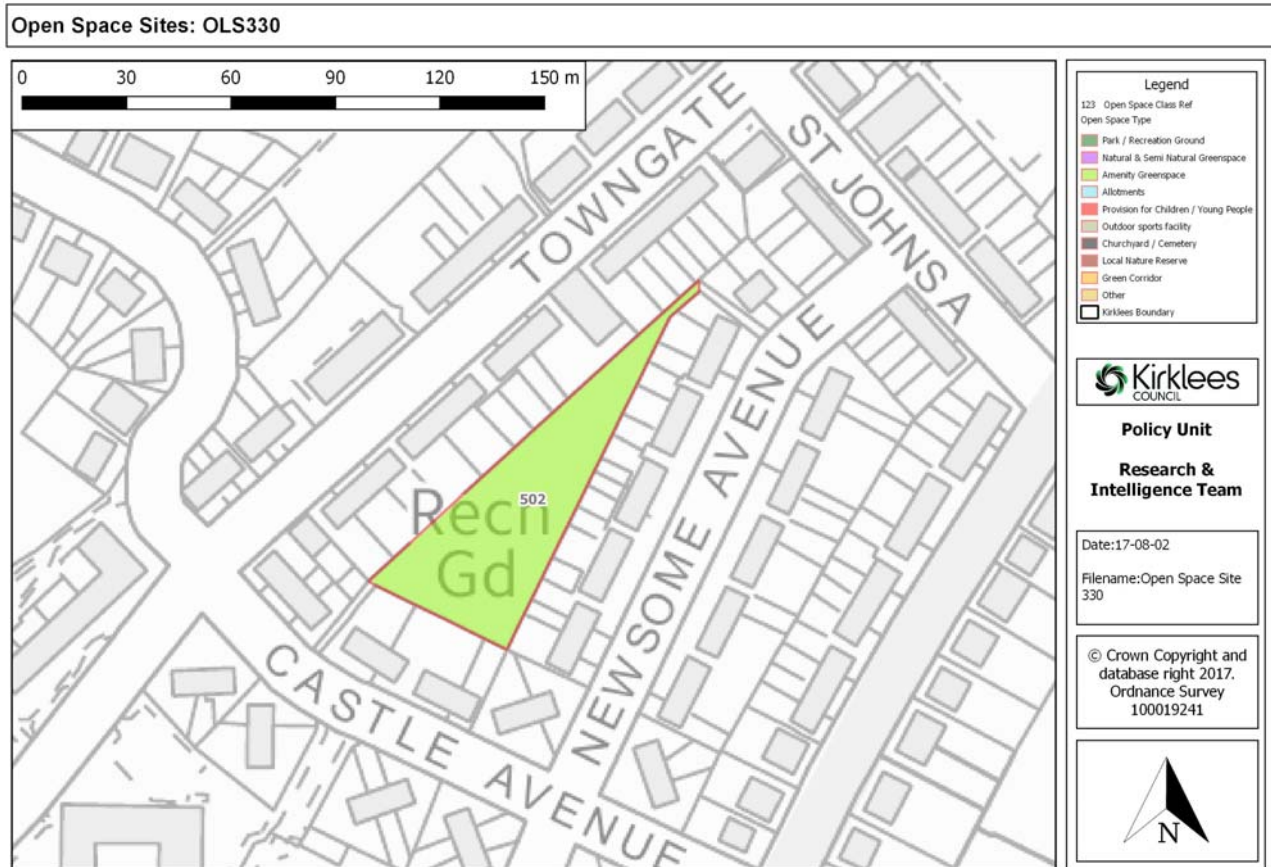 Open Space Sites: OLS330
0 30 60 90 120 150 m
TOWNGATE
ST JOHNS A
NEWSOME AVENUE
CASTLE AVENUE
502
Recn
Gd
Legend
123 Open Space Class Ref
Open Space Type
Park / Recreation Ground
Natural & Semi Natural Greenspace
Amenity Greenspace
Allotments
Provision for Children / Young People
Outdoor sports facility
Churchyard / Cemetery
Local Nature Reserve
Green Corridor
Other
Kirklees Boundary
Kirklees
COUNCIL
Policy Unit
Research &
Intelligence Team
Date:17-08-02
Filename:Open Space Site
330
© Crown Copyright and
database right 2017.
Ordnance Survey
100019241
N